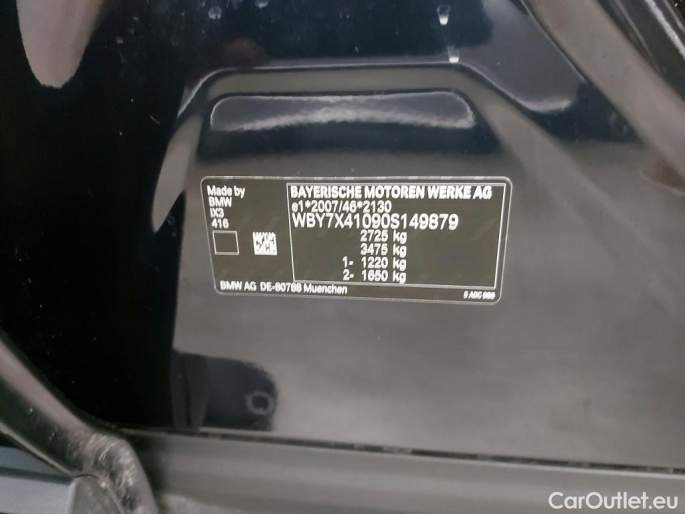 Made by
BMW
iX3
416
BAYERISCHE MOTOREN WERKE AG
e1*2007/46*2130
WBY7X41090S149879
2725 kg
3475 kg
1- 1220 kg
2- 1650 kg
BMW AG DE-80788 Muenchen
CarOutlet.eu